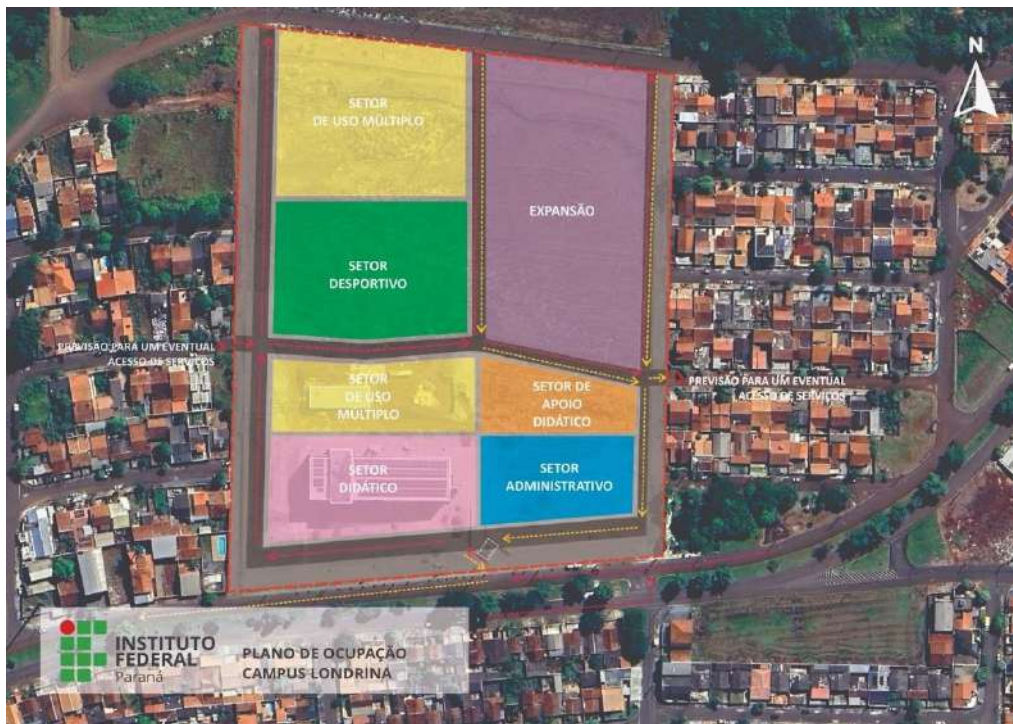 N
SETOR
DE USO MÚLTIPLO
EXPANSÃO
SETOR
DESPORTIVO
PREVISÃO PARA UM EVENTUAL
ACESSO DE SERVIÇOS
SETOR
DE USO
MÚLTIPLO
SETOR DE
APOIO
DIDÁTICO
PREVISÃO PARA UM EVENTUAL
ACESSO DE SERVIÇOS
SETOR
DIDÁTICO
SETOR
ADMINISTRATIVO
INSTITUTO
FEDERAL
Paraná
PLANO DE OCUPAÇÃO
CAMPUS LONDRINA